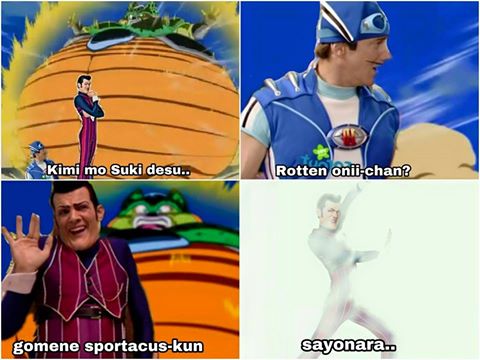 Kimi mo Suki desu..
Rotten onii-chan?
gomene sportacus-kun
sayonara..